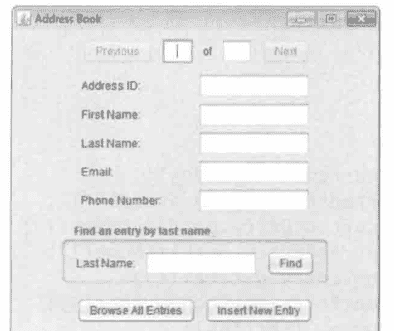 Address Book
Previous of Next
Address ID:
First Name:
Last Name:
Email:
Phone Number:
Find an entry by last name
Last Name: Find
Browse All Entries Insert New Entry